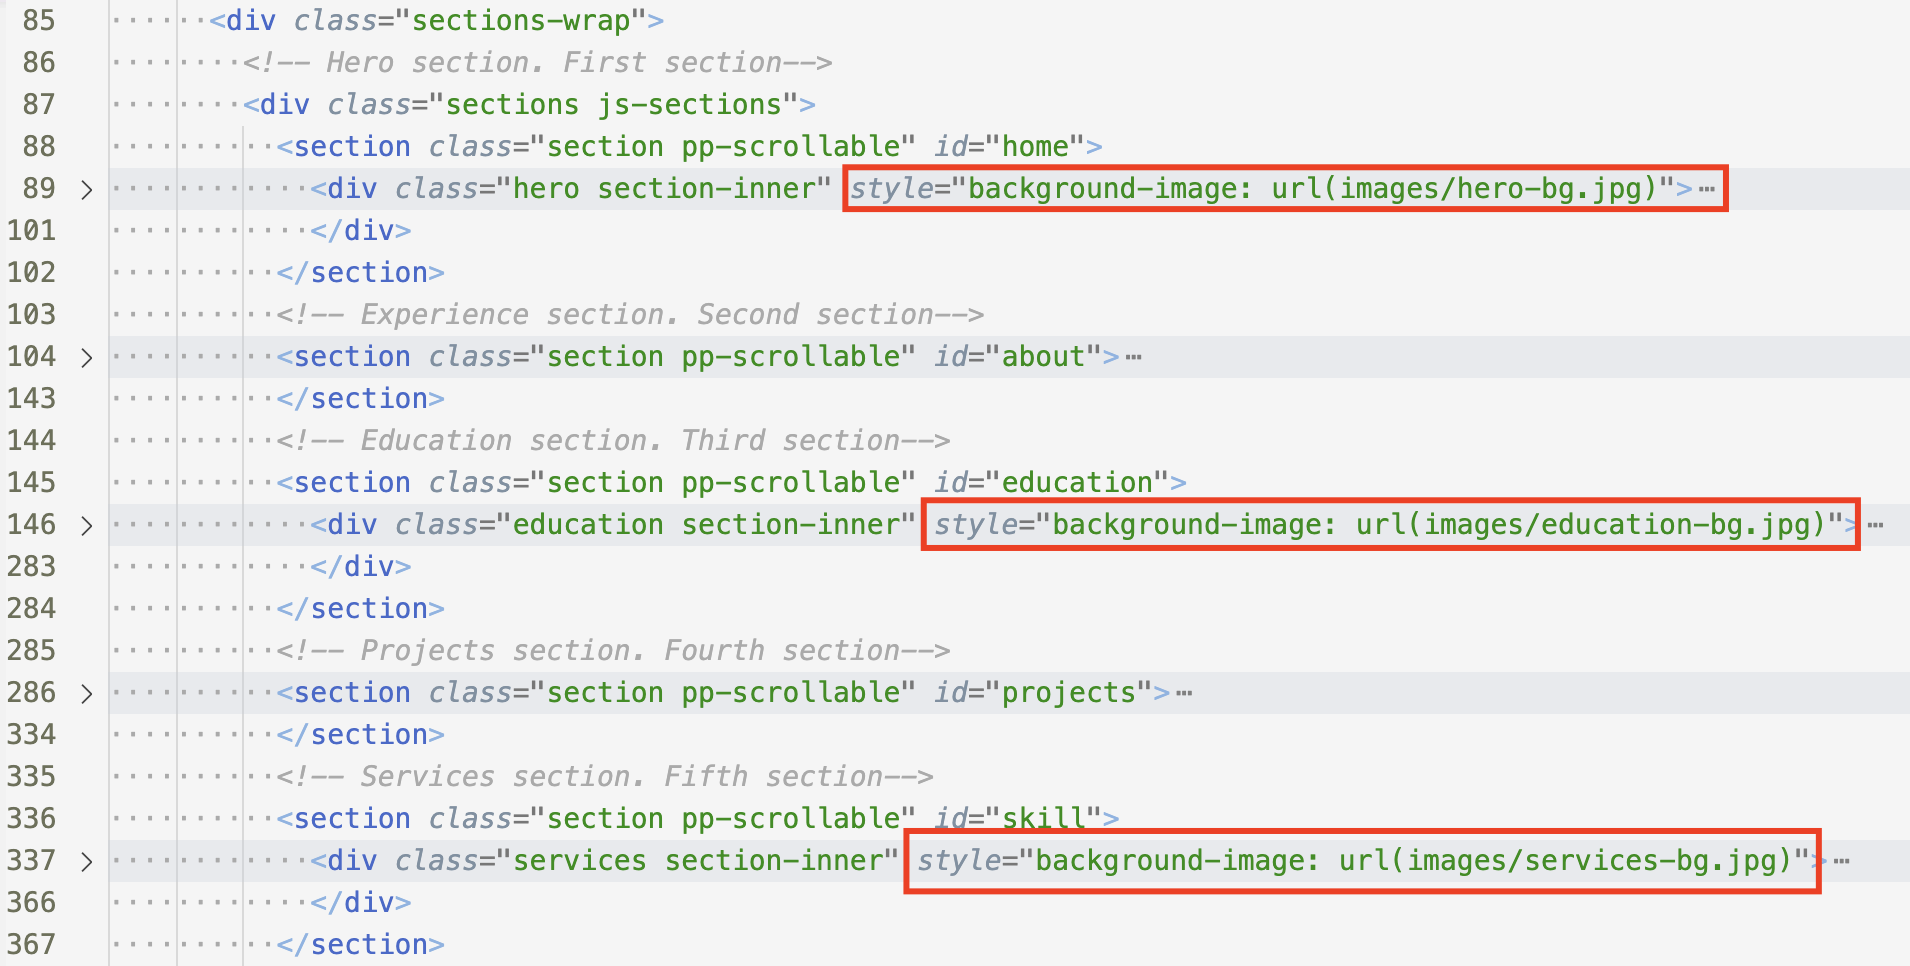 85 <div class="sections-wrap">
86 <!-- Hero section. First section-->
87 <div class="sections js-sections">
88 <section class="section pp-scrollable" id="home">
89 <div class="hero section-inner" style="background-image: url(images/hero-bg.jpg)">…
101 </div>
102 </section>
103 <!-- Experience section. Second section-->
104 <section class="section pp-scrollable" id="about">…
143 </section>
144 <!-- Education section. Third section-->
145 <section class="section pp-scrollable" id="education">
146 <div class="education section-inner" style="background-image: url(images/education-bg.jpg)">…
283 </div>
284 </section>
285 <!-- Projects section. Fourth section-->
286 <section class="section pp-scrollable" id="projects">…
334 </section>
335 <!-- Services section. Fifth section-->
336 <section class="section pp-scrollable" id="skill">
337 <div class="services section-inner" style="background-image: url(images/services-bg.jpg)">…
366 </div>
367 </section>